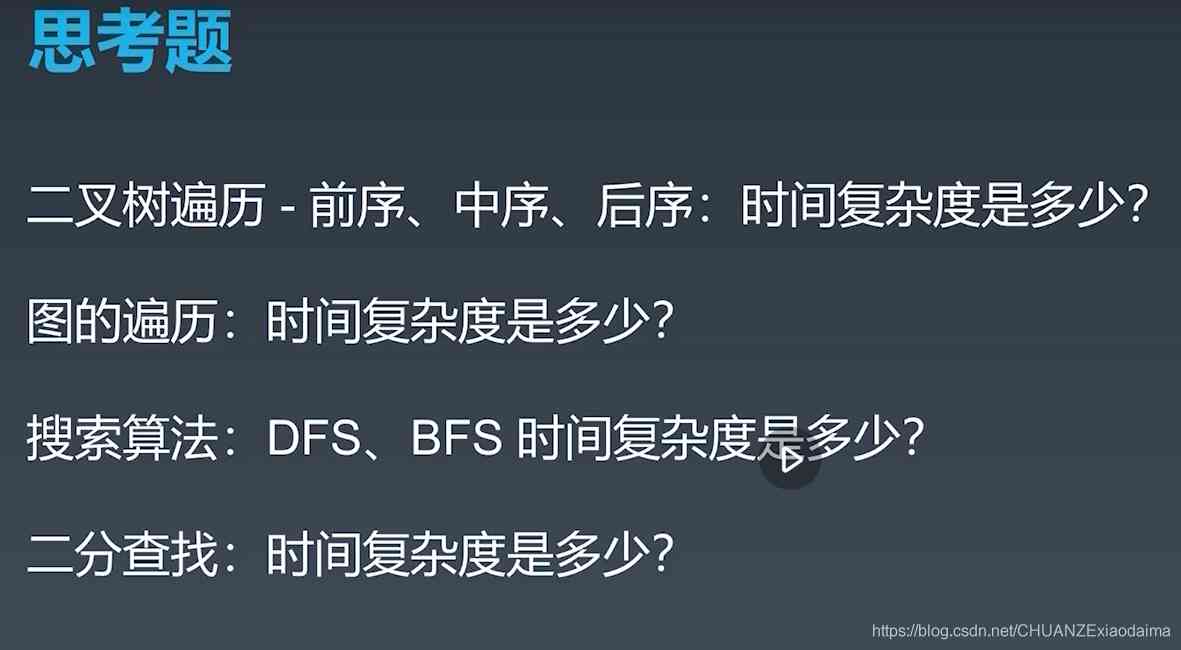 思考题
二叉树遍历 - 前序、中序、后序：时间复杂度是多少？
图的遍历：时间复杂度是多少？
搜索算法：DFS、BFS 时间复杂度是多少？
二分查找：时间复杂度是多少？
https://blog.csdn.net/CHUANZExiaodaima